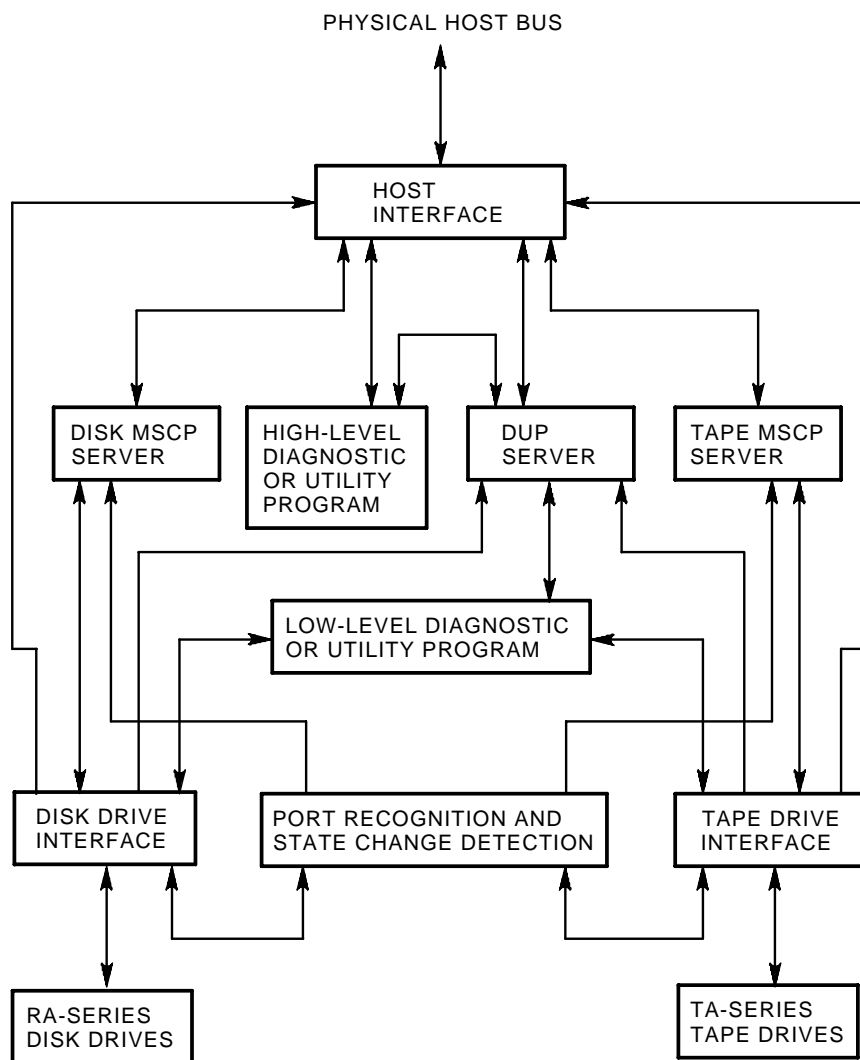 PHYSICAL HOST BUS
HOST
INTERFACE
DISK MSCP
SERVER
HIGH-LEVEL
DIAGNOSTIC
OR UTILITY
PROGRAM
DUP
SERVER
TAPE MSCP
SERVER
LOW-LEVEL DIAGNOSTIC
OR UTILITY PROGRAM
DISK DRIVE
INTERFACE
PORT RECOGNITION AND
STATE CHANGE DETECTION
TAPE DRIVE
INTERFACE
RA-SERIES
DISK DRIVES
TA-SERIES
TAPE DRIVES